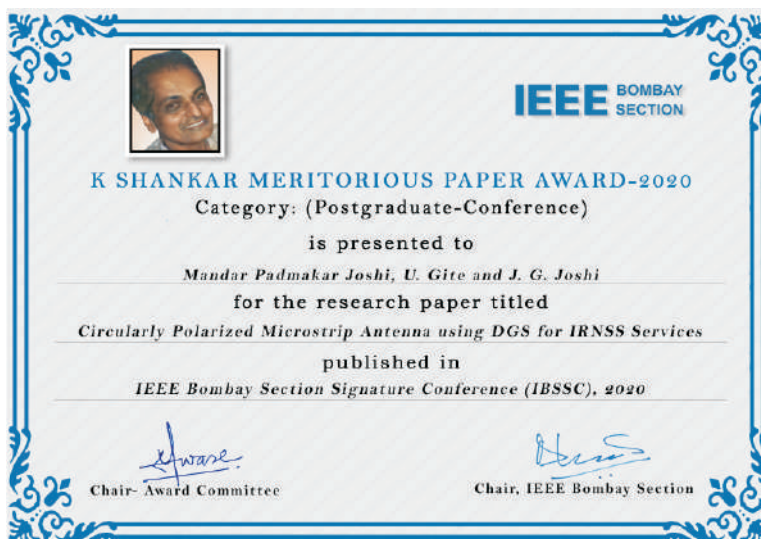 IEEE BOMBAY SECTION
K SHANKAR MERITORIOUS PAPER AWARD-2020
Category: (Postgraduate-Conference)
is presented to
Mandar Padmakar Joshi, U. Gite and J. G. Joshi
for the research paper titled
Circularly Polarized Microstrip Antenna using DGS for IRNSS Services
published in
IEEE Bombay Section Signature Conference (IBSSC), 2020
Chair- Award Committee
Chair, IEEE Bombay Section